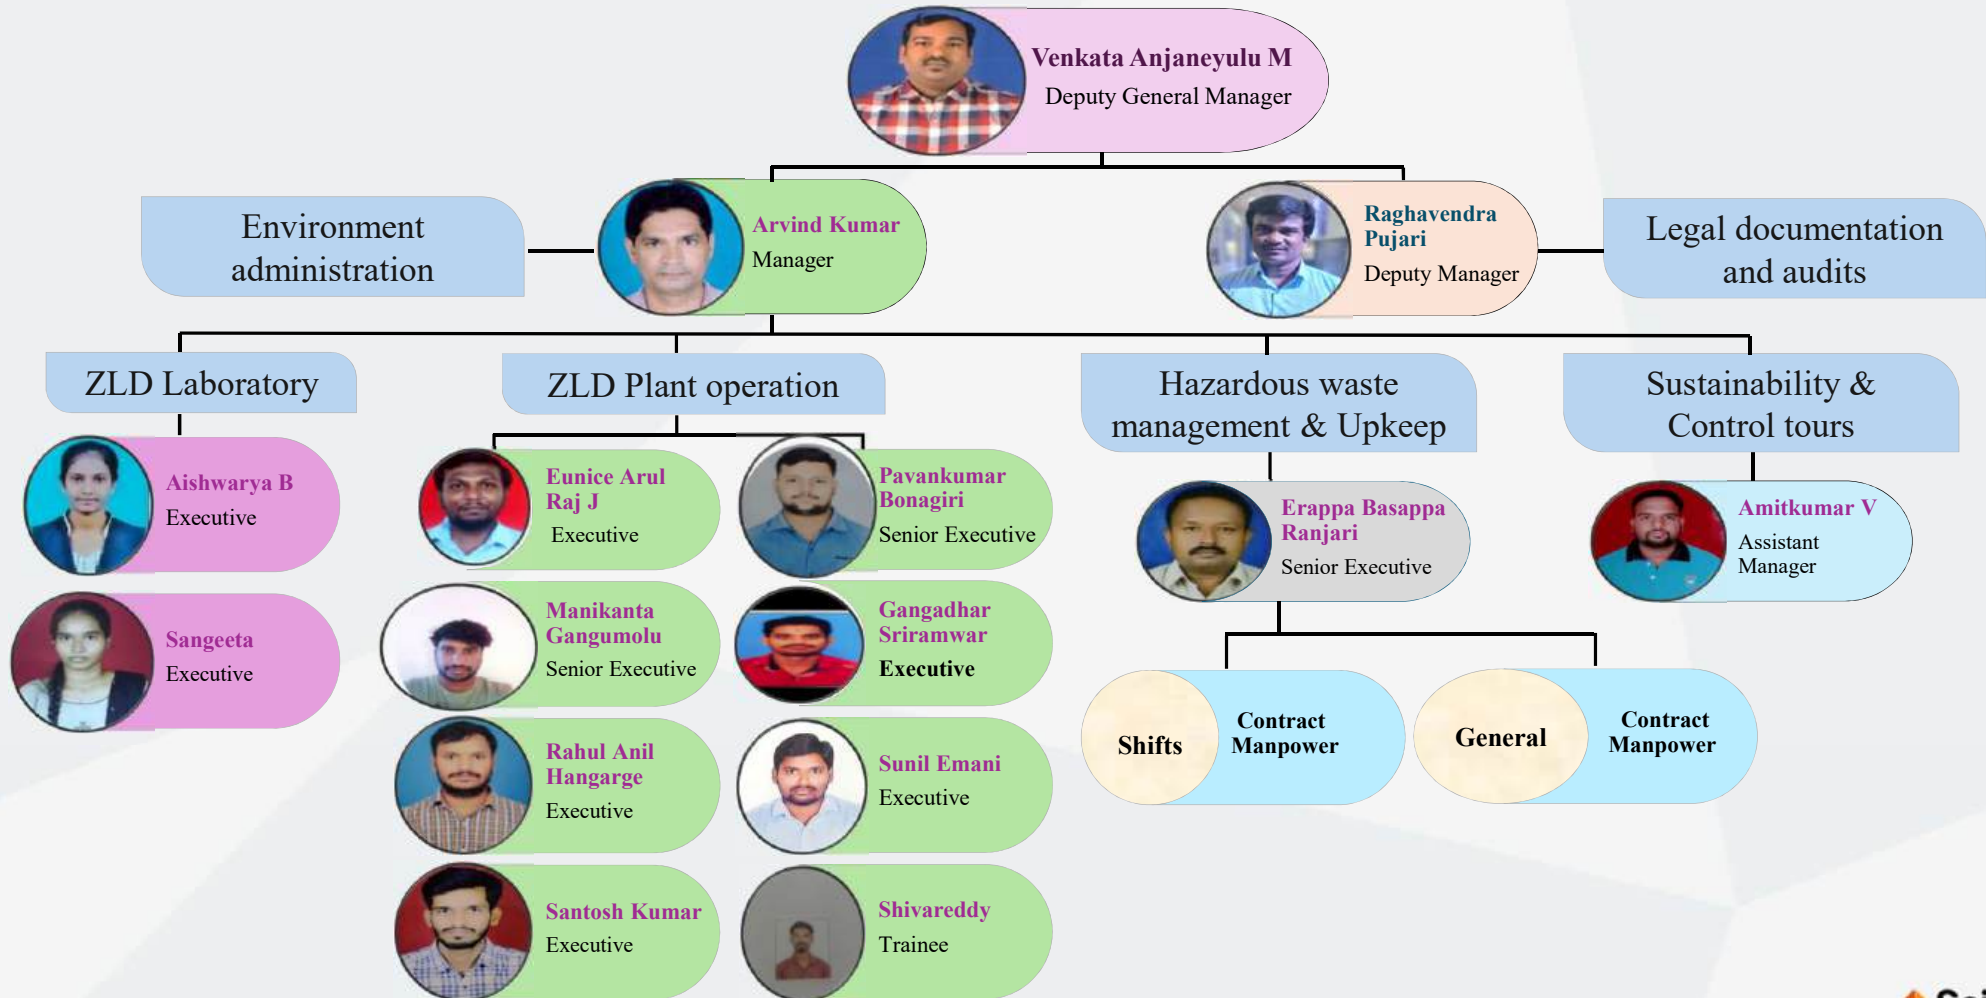 Venkata Anjaneyulu M
Deputy General Manager
Environment
administration
Arvind Kumar
Manager
Raghavendra
Pujari
Deputy Manager
Legal documentation
and audits
ZLD Laboratory
ZLD Plant operation
Hazardous waste
management & Upkeep
Sustainability &
Control tours
Aishwarya B
Executive
Sangeeta
Executive
Eunice Arul
Raj J
Executive
Pavankumar
Bonagiri
Senior Executive
Manikanta
Gangumolu
Senior Executive
Gangadhar
Sriramwar
Executive
Rahul Anil
Hangarge
Executive
Sunil Emani
Executive
Santosh Kumar
Executive
Shivareddy
Trainee
Erappa Basappa
Ranjari
Senior Executive
Amitkumar V
Assistant
Manager
Shifts
Contract
Manpower
General
Contract
Manpower